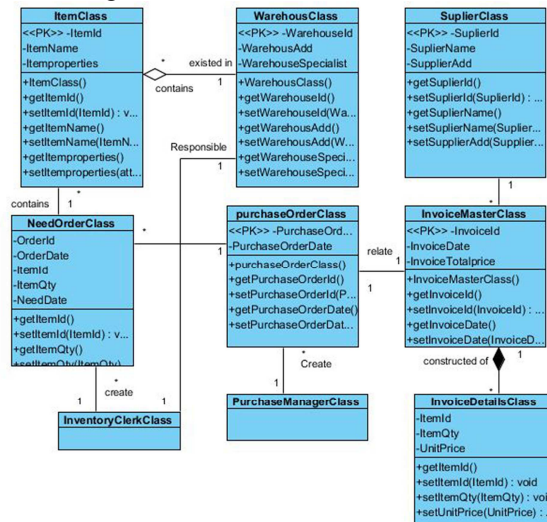 ItemClass
<<PK>> -ItemId
-ItemName
-Itemproperties
+ItemClass()
+getItemId()
+setItemId(ItemId) : v...
+getItemName()
+setItemName(ItemN...
+getItemproperties()
+setItemproperties(att...
*
contains
existed in
1
WarehousClass
<<PK>> -WarehouseId
-WarehousAdd
-WarehouseSpecialist
+WarehousClass()
+getWarehouseId()
+setWarehouseId(Wa...
+getWarehousAdd()
+setWarehousAdd(W...
+getWarehouseSpeci...
+setWarehouseSpeci...
SuplierClass
<<PK>> -SuplierId
-SuplierName
-SupplierAdd
+getSuplierId()
+setSuplierId(SuplierId) : ...
+getSuplierName()
+setSuplierName(Suplier...
+setSupplierAdd(Supplier...
Responsible
1
*
contains
1
1
*
NeedOrderClass
-OrderId
-OrderDate
-ItemId
-ItemQty
-NeedDate
+getItemId()
+setItemId(ItemId) : v...
+getItemQty()
+setItemQty(ItemQty)
*
1
purchaseOrderClass
<<PK>> -PurchaseOrd...
-PurchaseOrderDate
+purchaseOrderClass()
+getPurchaseOrderId()
+setPurchaseOrderId(P...
+getPurchaseOrderDate()
+setPurchaseOrderDat...
relate
1
1
InvoiceMasterClass
<<PK>> -InvoiceId
-InvoiceDate
-InvoiceTotalprice
+InvoiceMasterClass()
+getInvoiceId()
+setInvoiceId(InvoiceId) : ...
+getInvoiceDate()
+setInvoiceDate(InvoiceD...
*
create
1
1
InventoryClerkClass
*
Create
1
PurchaseManagerClass
1
constructed of
*
InvoiceDetailsClass
-ItemId
-ItemQty
-UnitPrice
+getItemId()
+setItemId(ItemId) : void
+setItemQty(ItemQty) : voi
+setUnitPrice(UnitPrice) : .